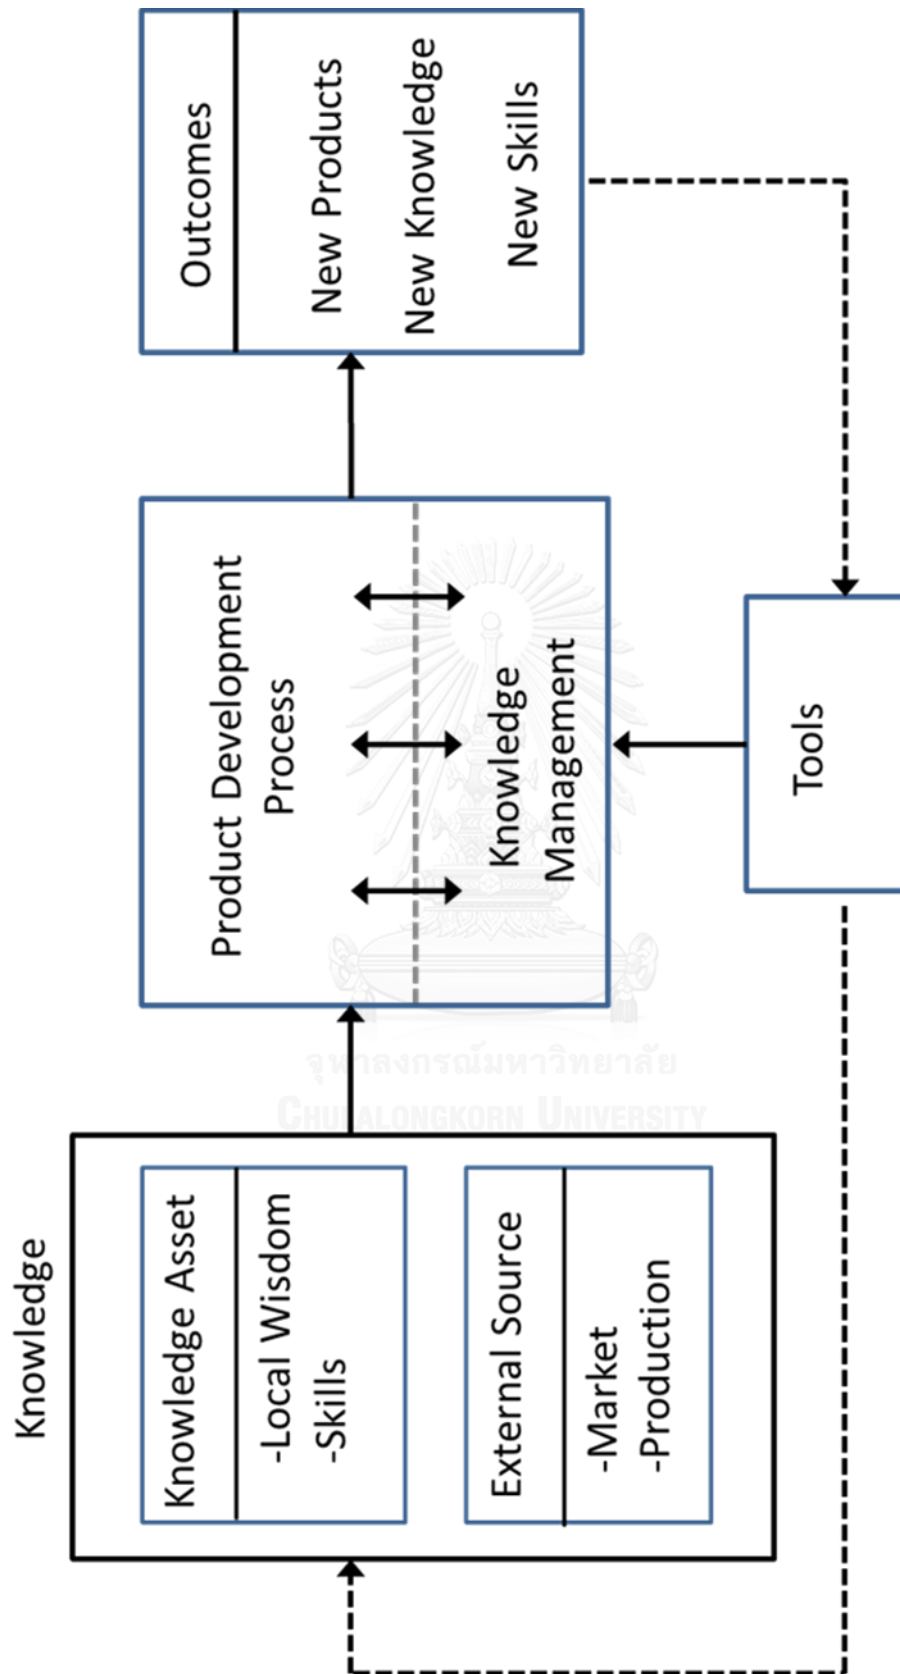 Knowledge
Knowledge Asset
-Local Wisdom
-Skills
External Source
-Market
-Production
Product Development
Process
Knowledge
Management
Tools
Outcomes
New Products
New Knowledge
New Skills
จุฬาลงกรณ์มหาวิทยาลัย
CHULALONGKORN UNIVERSITY